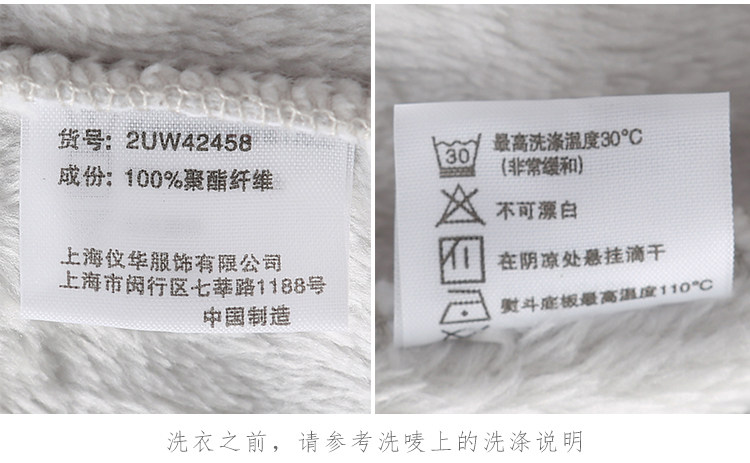 货号: 2UW42458
成份: 100%聚酯纤维
上海仪华服饰有限公司
上海市闵行区七莘路1188号
中国制造
30
最高洗涤温度30°C
(非常缓和)
不可漂白
在阴凉处悬挂滴干
熨斗底板最高温度110°C
洗衣之前，请参考洗唛上的洗涤说明